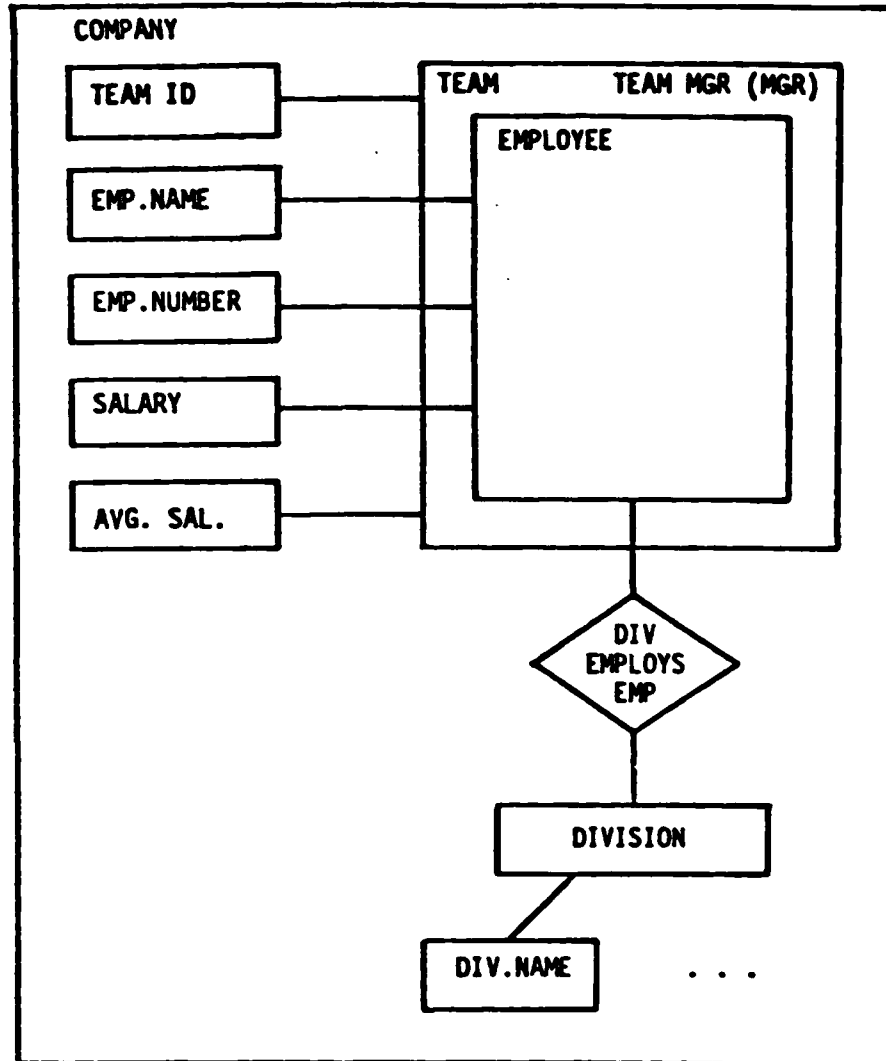 COMPANY
TEAM ID
TEAM TEAM MGR (MGR)
EMPLOYEE
EMP.NAME
EMP.NUMBER
SALARY
AVG. SAL.
DIV
EMPLOYS
EMP
DIVISION
DIV.NAME . . .